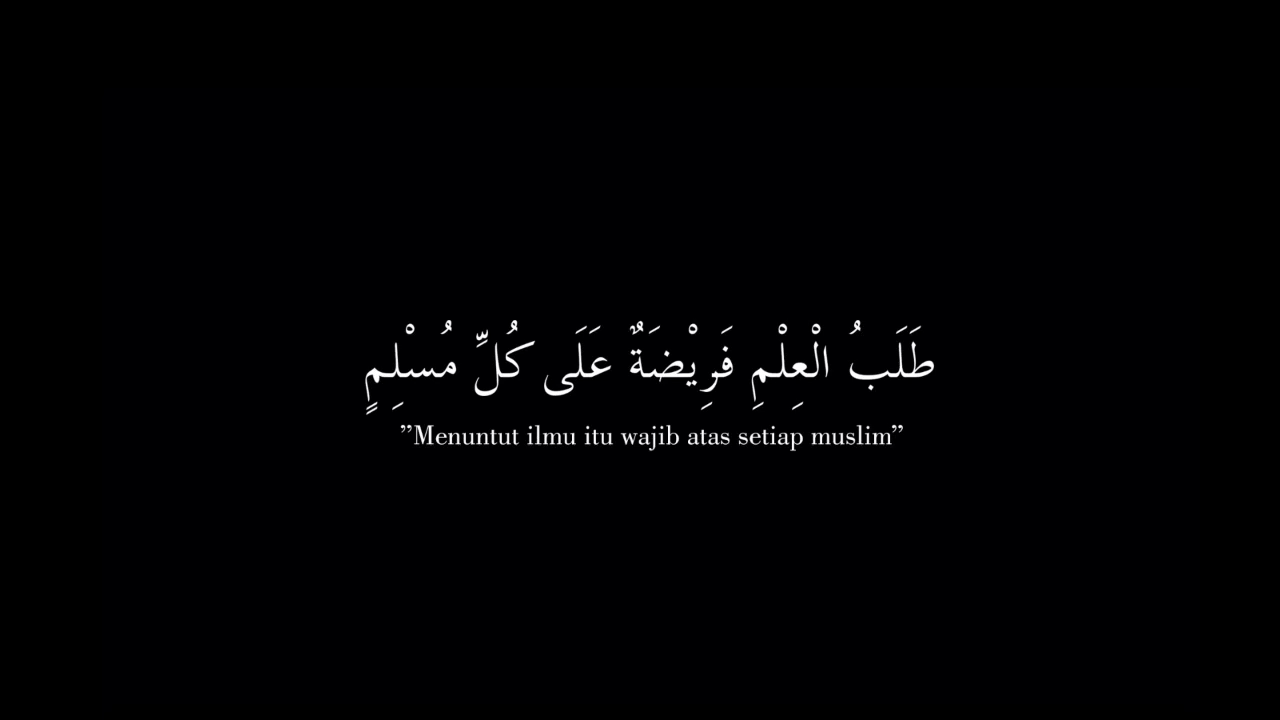 طَلَبُ الْعِلْمِ فَرِيْضَةٌ عَلَى كُلِّ مُسْلِمٍ
”Menuntut ilmu itu wajib atas setiap muslim”